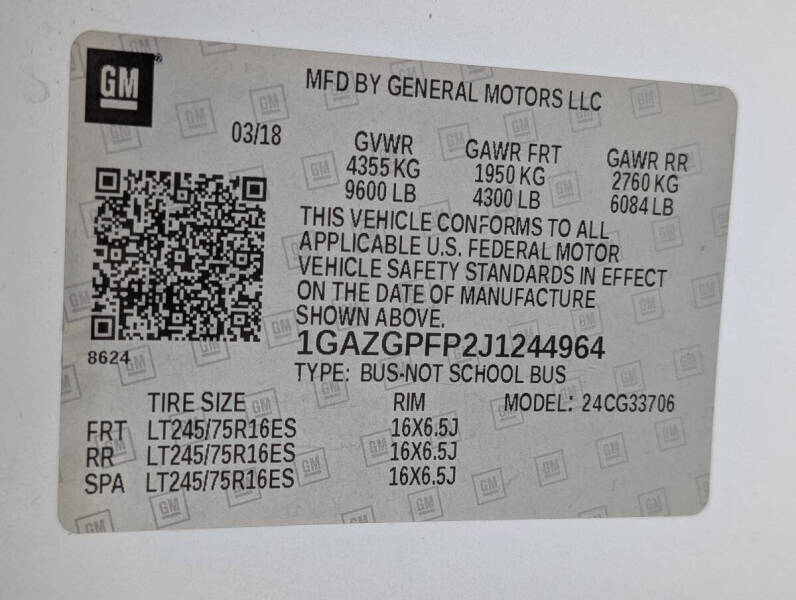 GM
MFD BY GENERAL MOTORS LLC
03/18
GVWR GAWR FRT GAWR RR
4355 KG 1950 KG 2760 KG
9600 LB 4300 LB 6084 LB
THIS VEHICLE CONFORMS TO ALL
APPLICABLE U.S. FEDERAL MOTOR
VEHICLE SAFETY STANDARDS IN EFFECT
ON THE DATE OF MANUFACTURE
SHOWN ABOVE.
8624
1GAZGPFP2J1244964
TYPE: BUS-NOT SCHOOL BUS
TIRE SIZE RIM MODEL: 24CG33706
FRT LT245/75R16ES 16X6.5J
RR LT245/75R16ES 16X6.5J
SPA LT245/75R16ES 16X6.5J